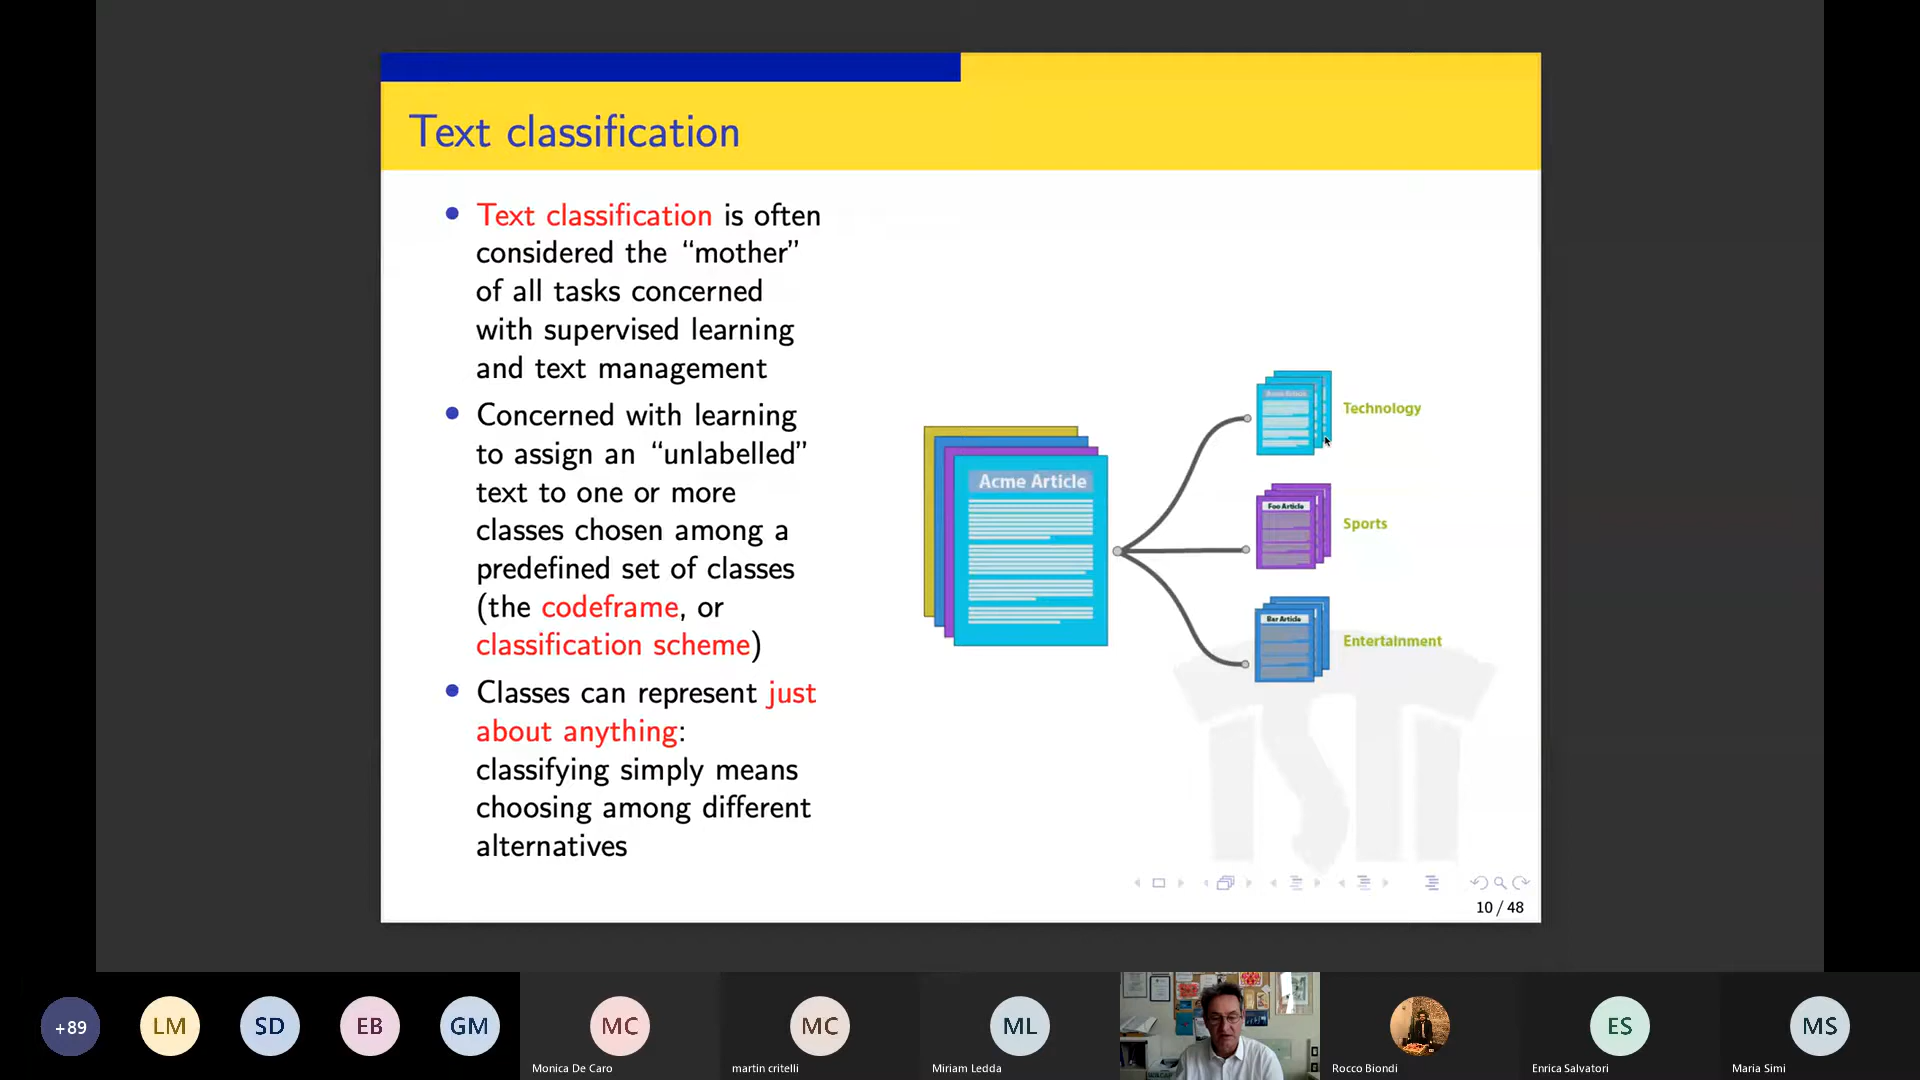 Text classification
• Text classification is often
considered the “mother”
of all tasks concerned
with supervised learning
and text management
• Concerned with learning
to assign an “unlabelled”
text to one or more
classes chosen among a
predefined set of classes
(the codeframe, or
classification scheme)
• Classes can represent just
about anything:
classifying simply means
choosing among different
alternatives
Acme Article
Acme Article
Technology
Foo Article
Sports
Bar Article
Entertainment
ISTI
10 / 48
+89
LM
SD
EB
GM
MC
Monica De Caro
MC
martin critelli
ML
Miriam Ledda
Rocco Biondi
ES
Enrica Salvatori
MS
Maria Simi